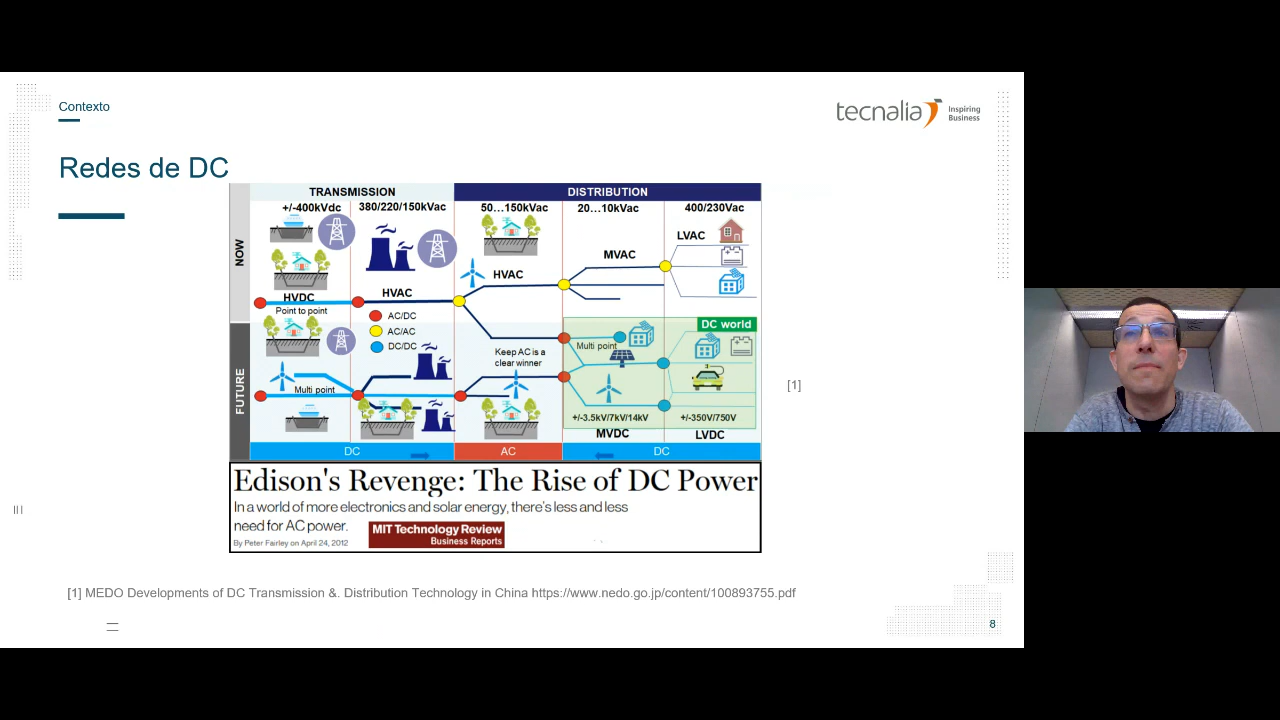 Contexto
tecnalia Inspiring Business
Redes de DC
TRANSMISSION DISTRIBUTION
+/-400kVdc 380/220/150kVac 50...150kVac 20...10kVac 400/230Vac
NOW
LVAC
MVAC
HVAC
HVDC HVAC
Point to point
AC/DC
AC/AC
DC/DC
FUTURE
DC world
Multi point
Keep AC is a
clear winner
Multi point
+/-3.5kV/7kV/14kV +/-350V/750V
MVDC LVDC
DC AC DC
[1]
Edison's Revenge: The Rise of DC Power
In a world of more electronics and solar energy, there's less and less
need for AC power.
MIT Technology Review
Business Reports
By Peter Fairley on April 24, 2012
[1] MEDO Developments of DC Transmission &. Distribution Technology in China https://www.nedo.go.jp/content/100893755.pdf
8